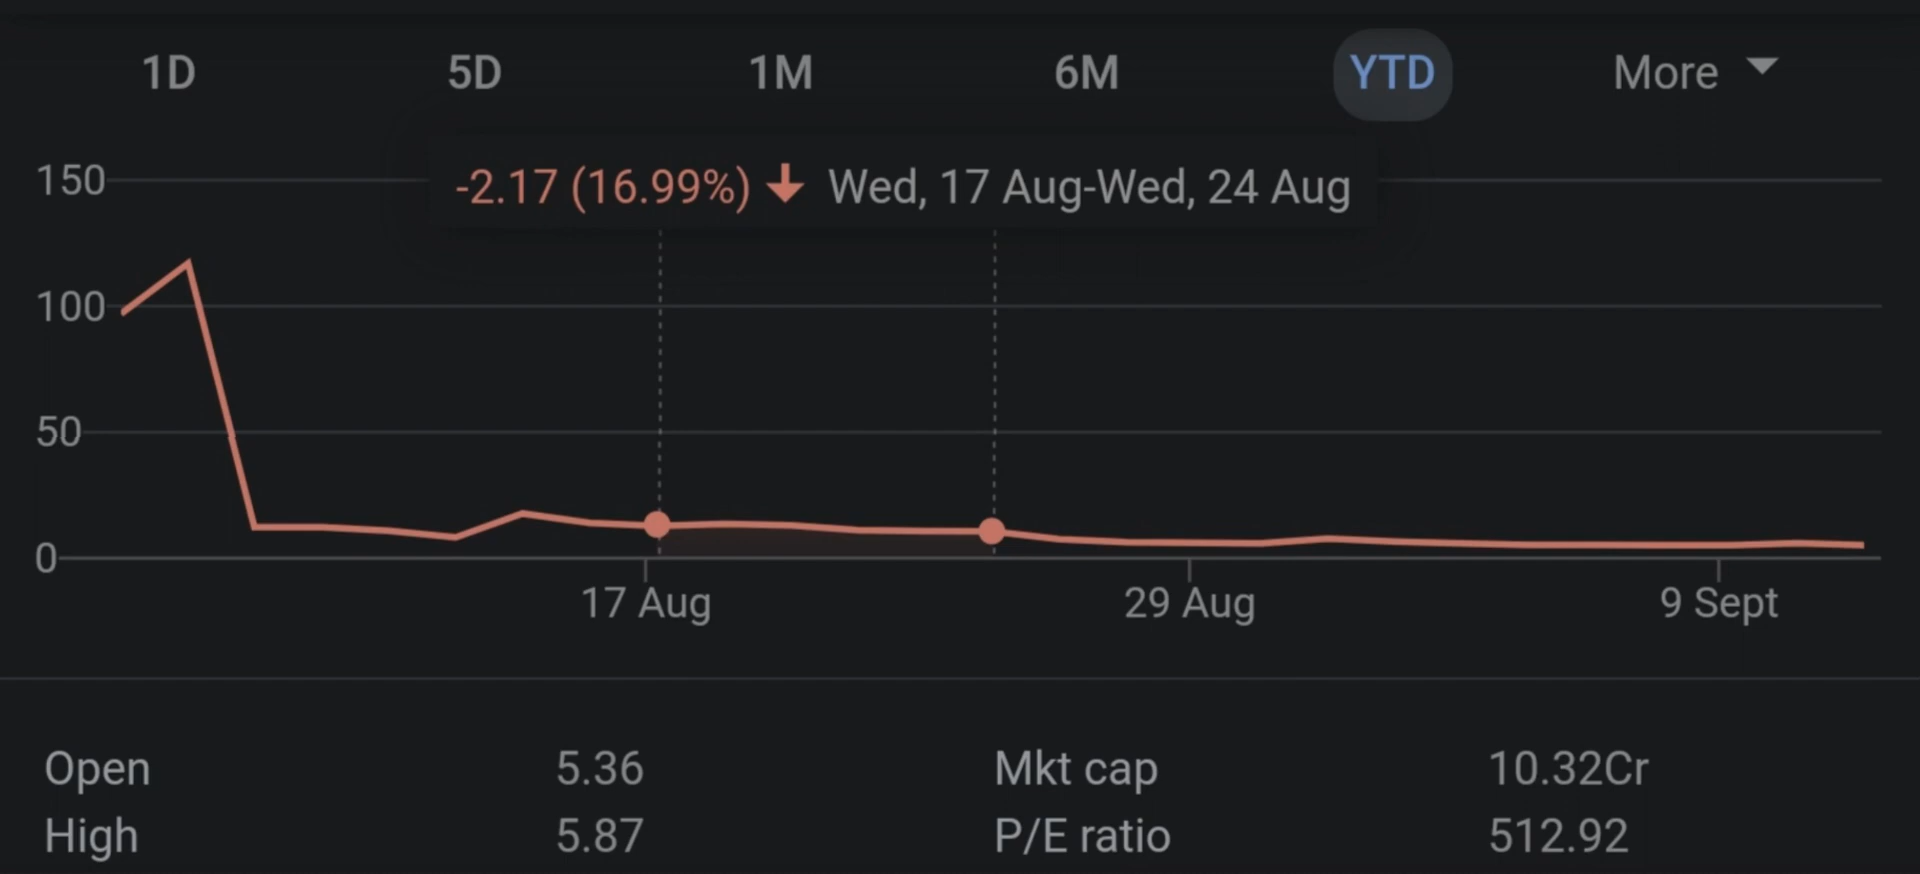 1D 5D 1M 6M YTD More
-2.17 (16.99%) Wed, 17 Aug-Wed, 24 Aug
150
100
50
0
17 Aug 29 Aug 9 Sept
Open 5.36 Mkt cap 10.32Cr
High 5.87 P/E ratio 512.92